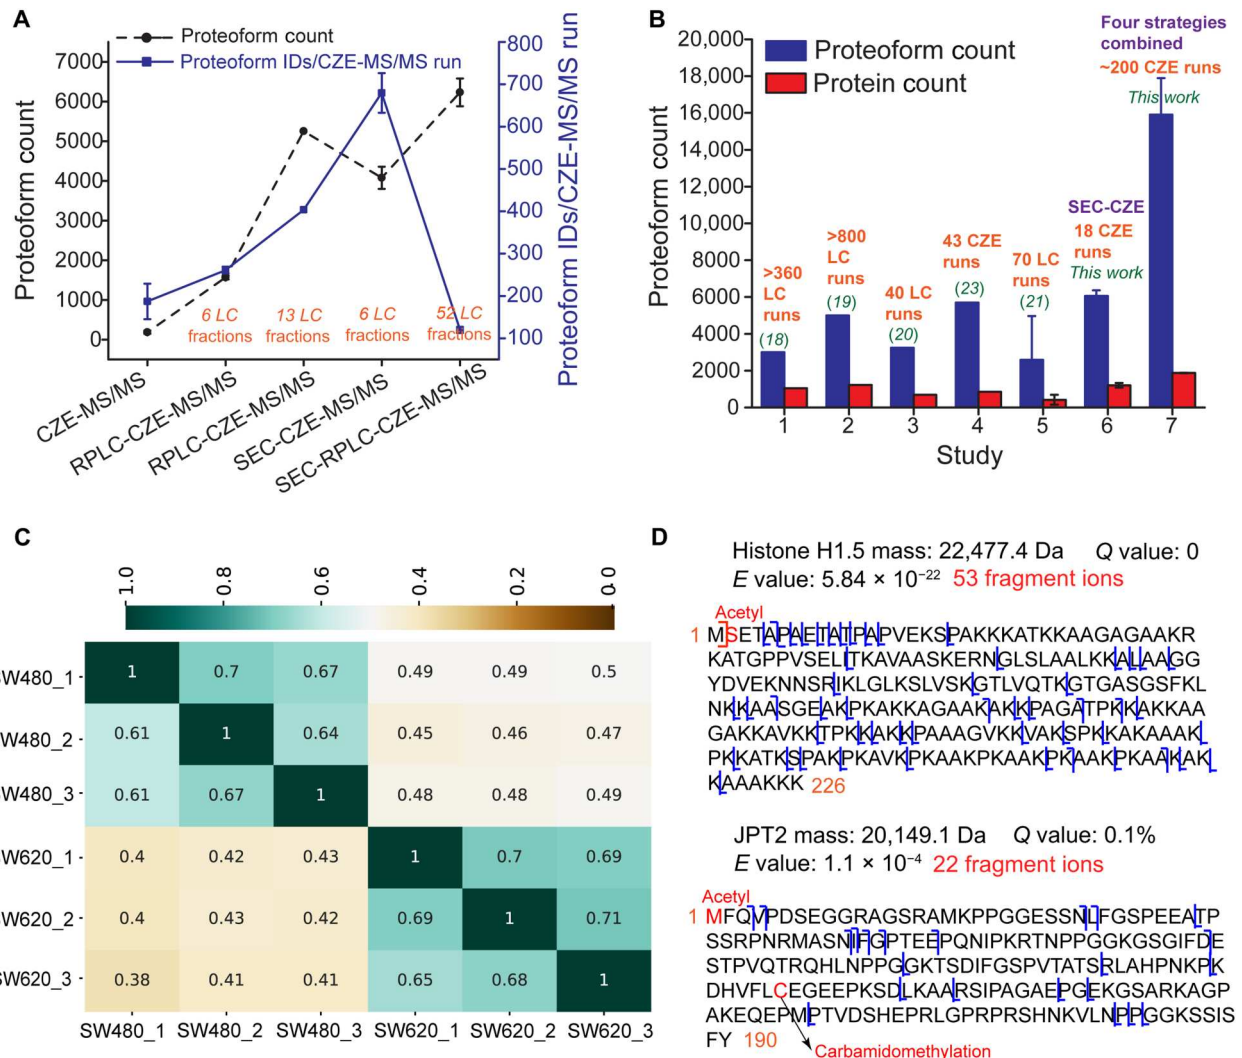 A
Proteoform count
Proteoform IDs/CZE-MS/MS run
7000
6000
5000
4000
3000
2000
1000
0
Proteoform count
800
700
600
500
400
300
200
100
Proteoform IDs/CZE-MS/MS run
6 LC
fractions
13 LC
fractions
6 LC
fractions
52 LC
fractions
CZE-MS/MS
RPLC-CZE-MS/MS
RPLC-CZE-MS/MS
SEC-CZE-MS/MS
SEC-RPLC-CZE-MS/MS
B
Proteoform count
Protein count
20,000
18,000
16,000
14,000
12,000
10,000
8000
6000
4000
2000
0
Proteoform count
>360
LC
runs
(18)
>800
LC
runs
(19)
40 LC
runs
(20)
43 CZE
runs
(23)
70 LC
runs
(21)
SEC-CZE
18 CZE
runs
This work
Four strategies
combined
~200 CZE runs
This work
1 2 3 4 5 6 7
Study
C
1.0 0.8 0.6 0.4 0.2 0.0
W480_1 1 0.7 0.67 0.49 0.49 0.5
W480_2 0.61 1 0.64 0.45 0.46 0.47
W480_3 0.61 0.67 1 0.48 0.48 0.49
SW620_1 0.4 0.42 0.43 1 0.7 0.69
W620_2 0.4 0.43 0.42 0.69 1 0.71
SW620_3 0.38 0.41 0.41 0.65 0.68 1
SW480_1 SW480_2 SW480_3 SW620_1 SW620_2 SW620_3
D
Histone H1.5 mass: 22,477.4 Da Q value: 0
E value: 5.84 × 10⁻²² 53 fragment ions
Acetyl
1 MSETAPAETATPAPVEKSPAKKKATKKAAGAGAAKR
KATGPPVSELITKAVAASKERNGLSLAALKKALAAGG
YDVEKNNSRIKLGLKSLVSKGTLVQTKGTGASGSFKL
NKKAASGEAKPKAKKAGAAKAKKPAGATPKKAKKAA
GAKKAVKKTPKKAKKPAAAGVKKVAKSPKKAKAAAK
PKKATKSPAKPKAVKPKAAKPKAAKPKAAKPKAAKAK
KAAAKKK 226
JPT2 mass: 20,149.1 Da Q value: 0.1%
E value: 1.1 × 10⁻⁴ 22 fragment ions
Acetyl
1 MFQVPDSEGGRAGSRAMKPPGGESSNLFGSPEEATP
SSRPNRMASNIFGPTEEPQNIPKRTNPPGGKGSGIFDE
STPVQTRQHLNPPGGKTSDIFGSPVTATSRLAHPNKPK
DHVFLCEGEEPKSDLKAARSIPAGAEPGEKGSARKAGP
AKEQEPMPTVDSHEPRLGPRPRSHNKVLNPPGGKSSIS
FY 190
Carbamidomethylation